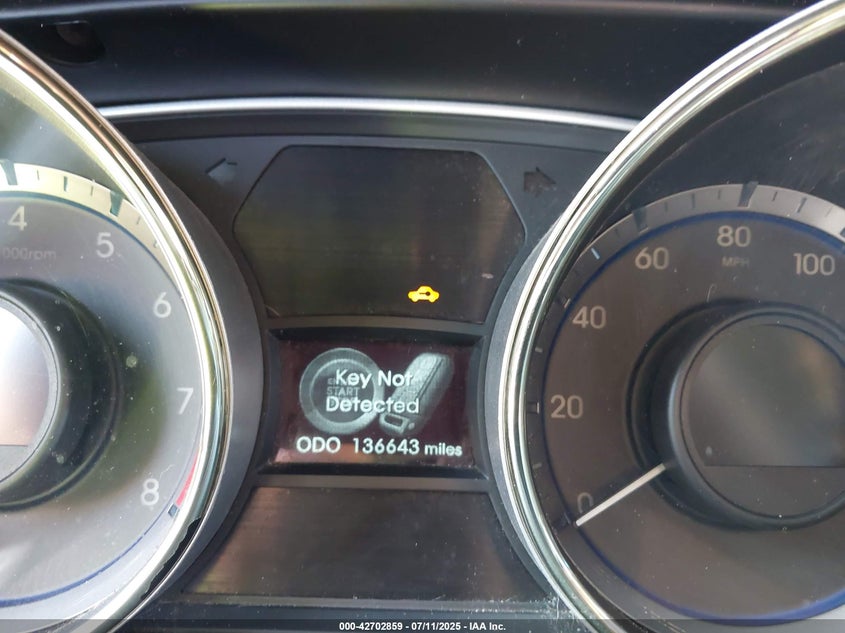 4
5
6
7
8
000rpm
Key Not
Detected
START
ODO 136643 miles
0
20
40
60
80
100
MPH
000-42702859 - 07/11/2025 - IAA Inc.